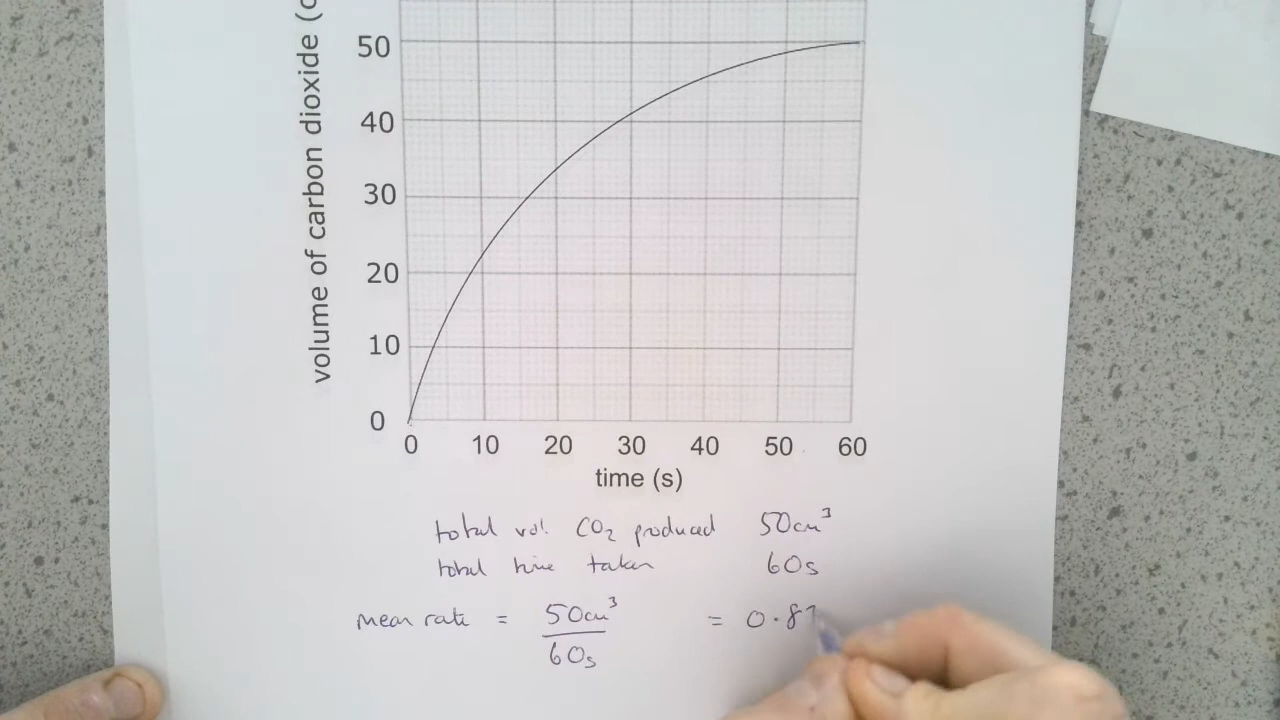 volume of carbon dioxide (
50
40
30
20
10
0
0 10 20 30 40 50 60
time (s)
total vol. CO₂ produced 50cm³
total time taken 60s
mean rate = 50cm³ = 0.8
60s